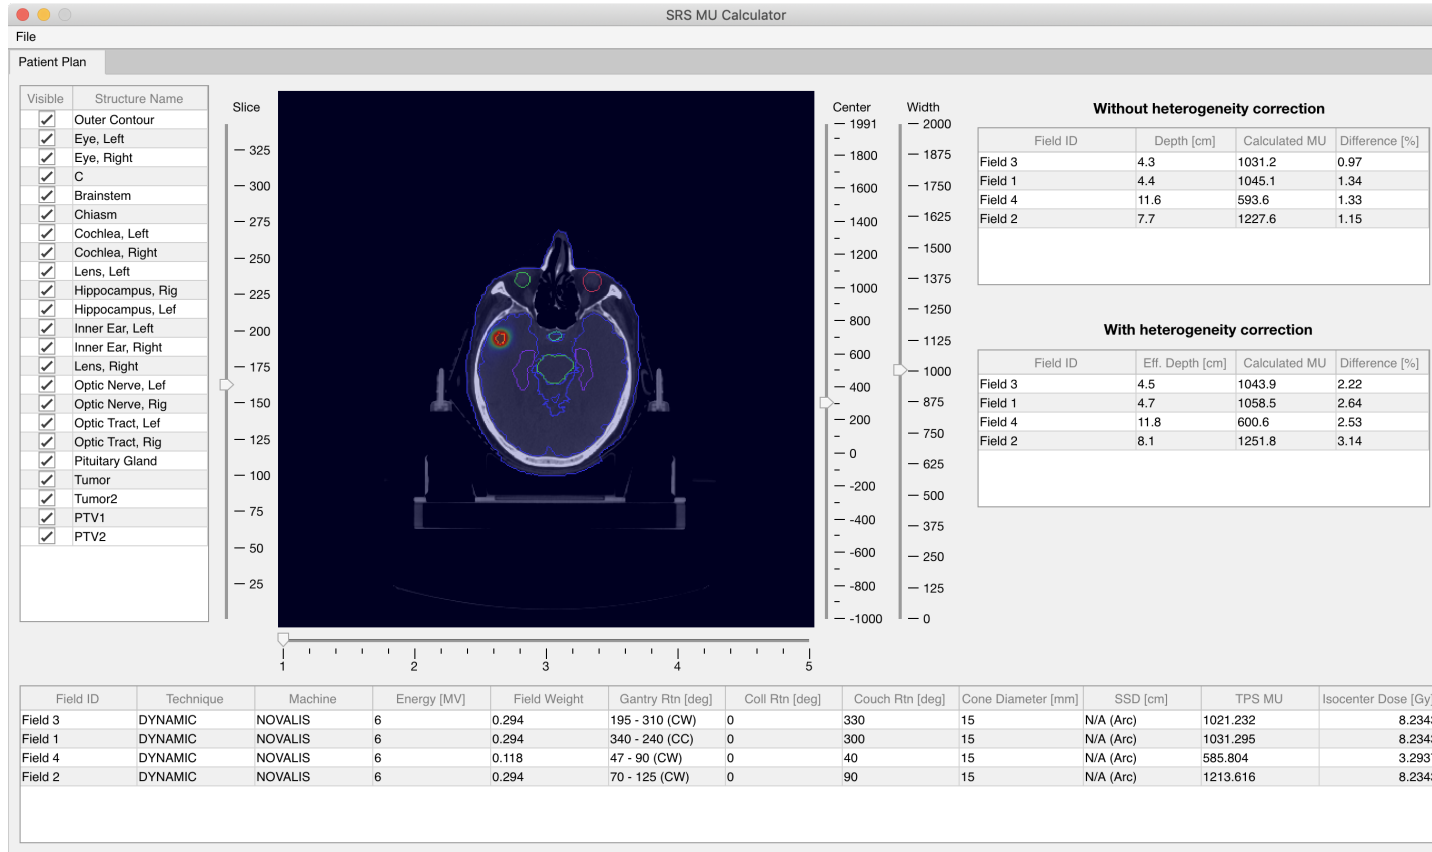 SRS MU Calculator
File
Patient Plan
Visible Structure Name
Outer Contour
Eye, Left
Eye, Right
C
Brainstem
Chiasm
Cochlea, Left
Cochlea, Right
Lens, Left
Hippocampus, Rig
Hippocampus, Lef
Inner Ear, Left
Inner Ear, Right
Lens, Right
Optic Nerve, Lef
Optic Nerve, Rig
Optic Tract, Lef
Optic Tract, Rig
Pituitary Gland
Tumor
Tumor2
PTV1
PTV2
Slice
325
300
275
250
225
200
175
150
125
100
75
50
25
1 2 3 4 5
Center
1991
1800
1600
1400
1200
1000
800
600
400
200
0
-200
-400
-600
-800
-1000
Width
2000
1875
1750
1625
1500
1375
1250
1125
1000
875
750
625
500
375
250
125
0
Without heterogeneity correction
Field ID Depth [cm] Calculated MU Difference [%]
Field 3 4.3 1031.2 0.97
Field 1 4.4 1045.1 1.34
Field 4 11.6 593.6 1.33
Field 2 7.7 1227.6 1.15
With heterogeneity correction
Field ID Eff. Depth [cm] Calculated MU Difference [%]
Field 3 4.5 1043.9 2.22
Field 1 4.7 1058.5 2.64
Field 4 11.8 600.6 2.53
Field 2 8.1 1251.8 3.14
Field ID Technique Machine Energy [MV] Field Weight Gantry Rtn [deg] Coll Rtn [deg] Couch Rtn [deg] Cone Diameter [mm] SSD [cm] TPS MU Isocenter Dose [Gy]
Field 3 DYNAMIC NOVALIS 6 0.294 195 - 310 (CW) 0 330 15 N/A (Arc) 1021.232 8.234
Field 1 DYNAMIC NOVALIS 6 0.294 340 - 240 (CC) 0 300 15 N/A (Arc) 1031.295 8.234
Field 4 DYNAMIC NOVALIS 6 0.118 47 - 90 (CW) 0 40 15 N/A (Arc) 585.804 3.293
Field 2 DYNAMIC NOVALIS 6 0.294 70 - 125 (CW) 0 90 15 N/A (Arc) 1213.616 8.234